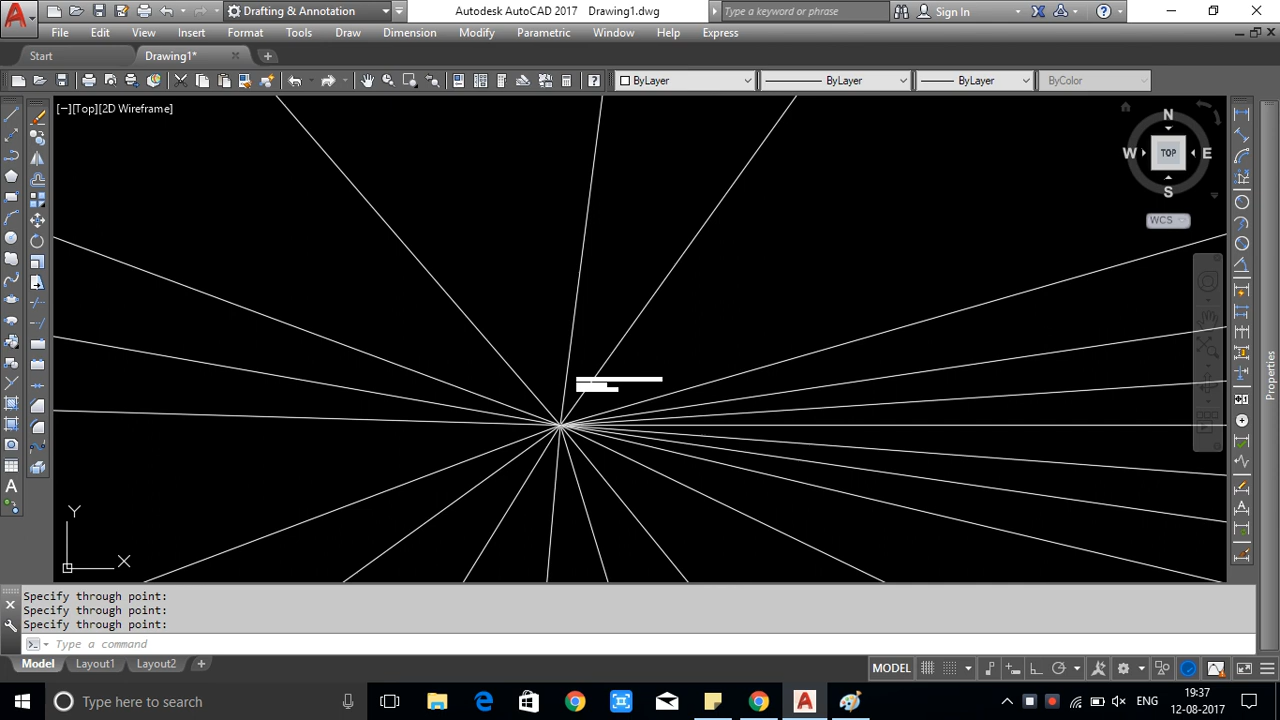 Drafting & Annotation
Autodesk AutoCAD 2017 Drawing1.dwg
Type a keyword or phrase
Sign In
File Edit View Insert Format Tools Draw Dimension Modify Parametric Window Help Express
Start
Drawing1*
ByLayer
ByLayer
ByLayer
ByColor
[−][Top][2D Wireframe]
N
W
TOP
E
S
WCS
Properties
Y
X
Specify through point:
Specify through point:
Specify through point:
Type a command
Model Layout1 Layout2
MODEL
Type here to search
ENG
19:37
12-08-2017